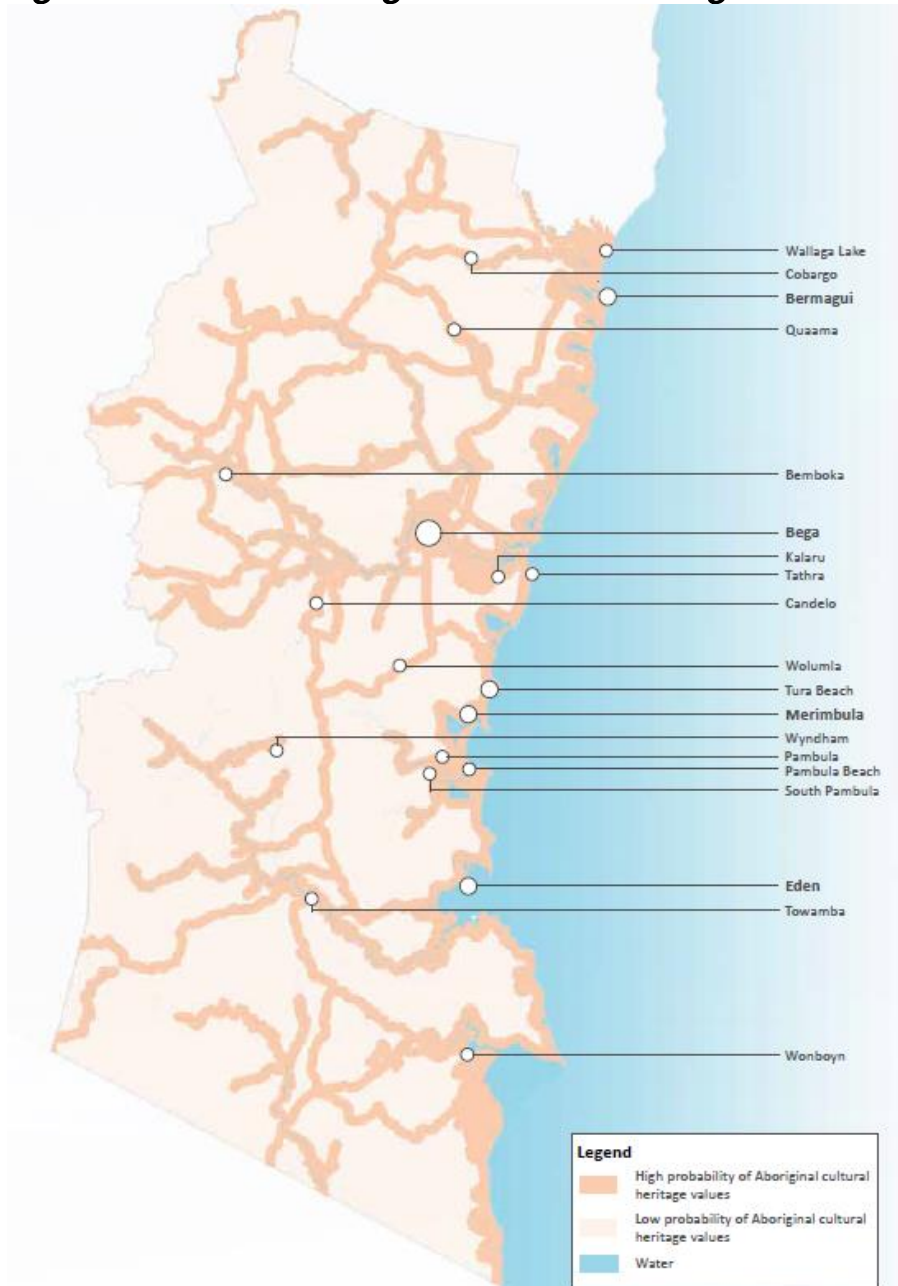 Wallaga Lake
Cobargo
Bermagui
Quaama
Bemboka
Bega
Kalaru
Tathra
Candelo
Wolumla
Tura Beach
Merimbula
Wyndham
Pambula
Pambula Beach
South Pambula
Eden
Towamba
Wonboyn
Legend
High probability of Aboriginal cultural
heritage values
Low probability of Aboriginal cultural
heritage values
Water